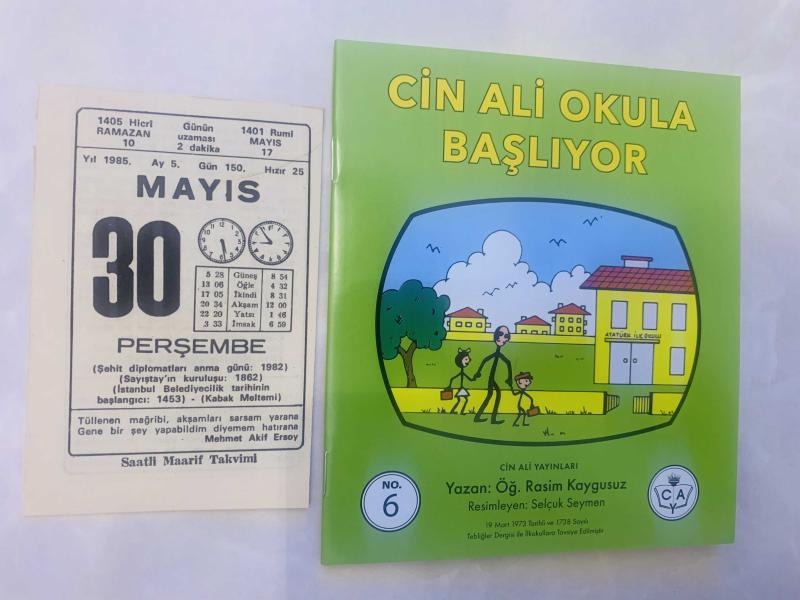 1405 Hicrî
RAMAZAN
10
Günün
uzaması
2 dakika
1401 Rumî
MAYIS
17
Yıl 1985. Ay 5. Gün 150. Hızır 25
MAYIS
30
5 28 Güneş 8 54
13 06 Öğle 4 32
17 05 İkindi 8 31
20 34 Akşam 12 00
22 20 Yatsı 1 46
3 33 İmsak 6 59
PERŞEMBE
(Şehit diplomatları anma günü: 1982)
(Sayıştay'ın kuruluşu: 1862)
(İstanbul Belediyecilik tarihinin
başlangıcı: 1453) - (Kabak Meltemi)
Tüllenen mağribi, akşamları sarsam yarana
Gene bir şey yapabildim diyemem hatırana
Mehmet Akif Ersoy
Saatli Maarif Takvimi
CİN ALİ OKULA
BAŞLIYOR
ATATÜRK İLK OKULU
CİN ALİ YAYINLARI
NO.
6
Yazan: Öğ. Rasim Kaygusuz
Resimleyen: Selçuk Seymen
19 Mart 1973 Tarihli ve 1738 Sayılı
Tebliğler Dergisi ile İlkokullara Tavsiye Edilmiştir
C A
Y